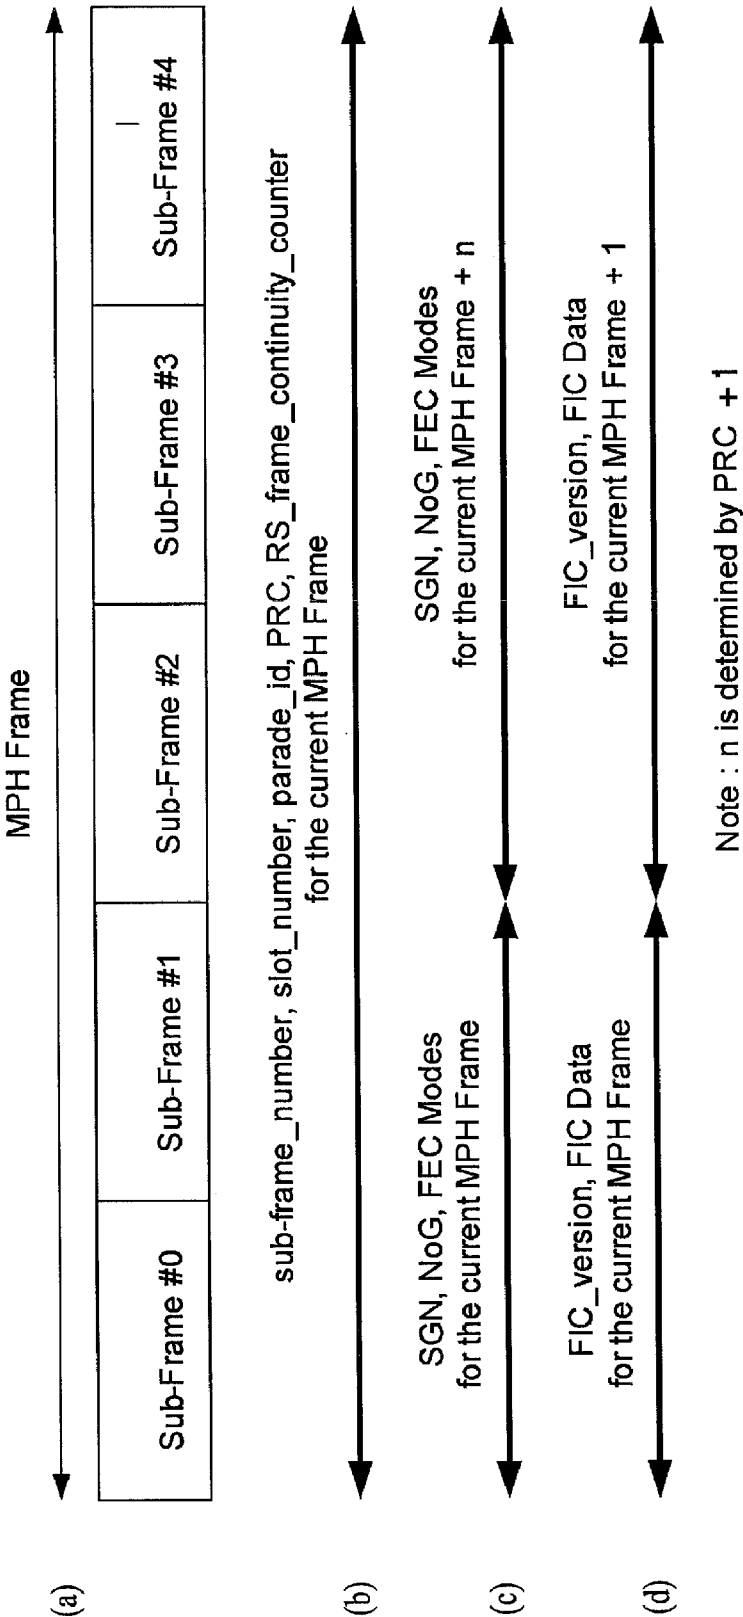 MPH Frame
(a)
Sub-Frame #0
Sub-Frame #1
Sub-Frame #2
Sub-Frame #3
Sub-Frame #4
sub-frame_number, slot_number, parade_id, PRC, RS_frame_continuity_counter
for the current MPH Frame
(b)
SGN, NoG, FEC Modes
for the current MPH Frame
SGN, NoG, FEC Modes
for the current MPH Frame + n
(c)
FIC_version, FIC Data
for the current MPH Frame
FIC_version, FIC Data
for the current MPH Frame + 1
(d)
Note : n is determined by PRC +1